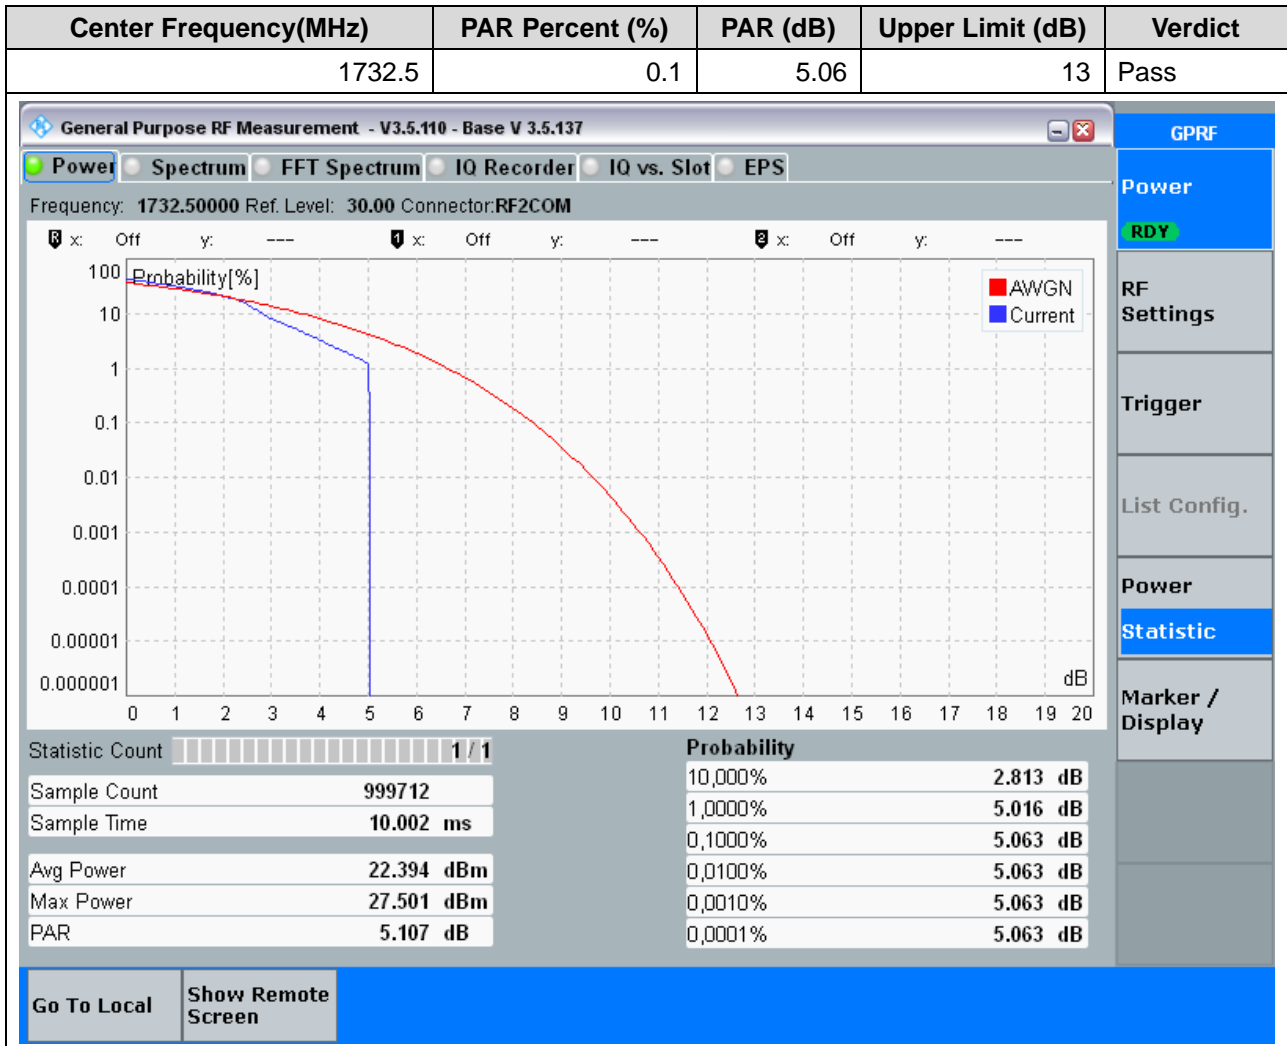 Center Frequency(MHz) PAR Percent (%) PAR (dB) Upper Limit (dB) Verdict
1732.5 0.1 5.06 13 Pass
General Purpose RF Measurement - V3.5.110 - Base V 3.5.137
GPRF
Power Spectrum FFT Spectrum IQ Recorder IQ vs. Slot EPS
Frequency: 1732.50000 Ref. Level: 30.00 Connector:RF2COM
R x: Off y: --- 1 x: Off y: --- 2 x: Off y: ---
Probability[%]
AWGN
Current
100
10
1
0.1
0.01
0.001
0.0001
0.00001
0.000001
dB
0 1 2 3 4 5 6 7 8 9 10 11 12 13 14 15 16 17 18 19 20
Statistic Count 1 / 1
Sample Count 999712
Sample Time 10.002 ms
Avg Power 22.394 dBm
Max Power 27.501 dBm
PAR 5.107 dB
Probability
10,000% 2.813 dB
1,0000% 5.016 dB
0,1000% 5.063 dB
0,0100% 5.063 dB
0,0010% 5.063 dB
0,0001% 5.063 dB
Power
RDY
RF
Settings
Trigger
List Config.
Power
Statistic
Marker /
Display
Go To Local
Show Remote
Screen